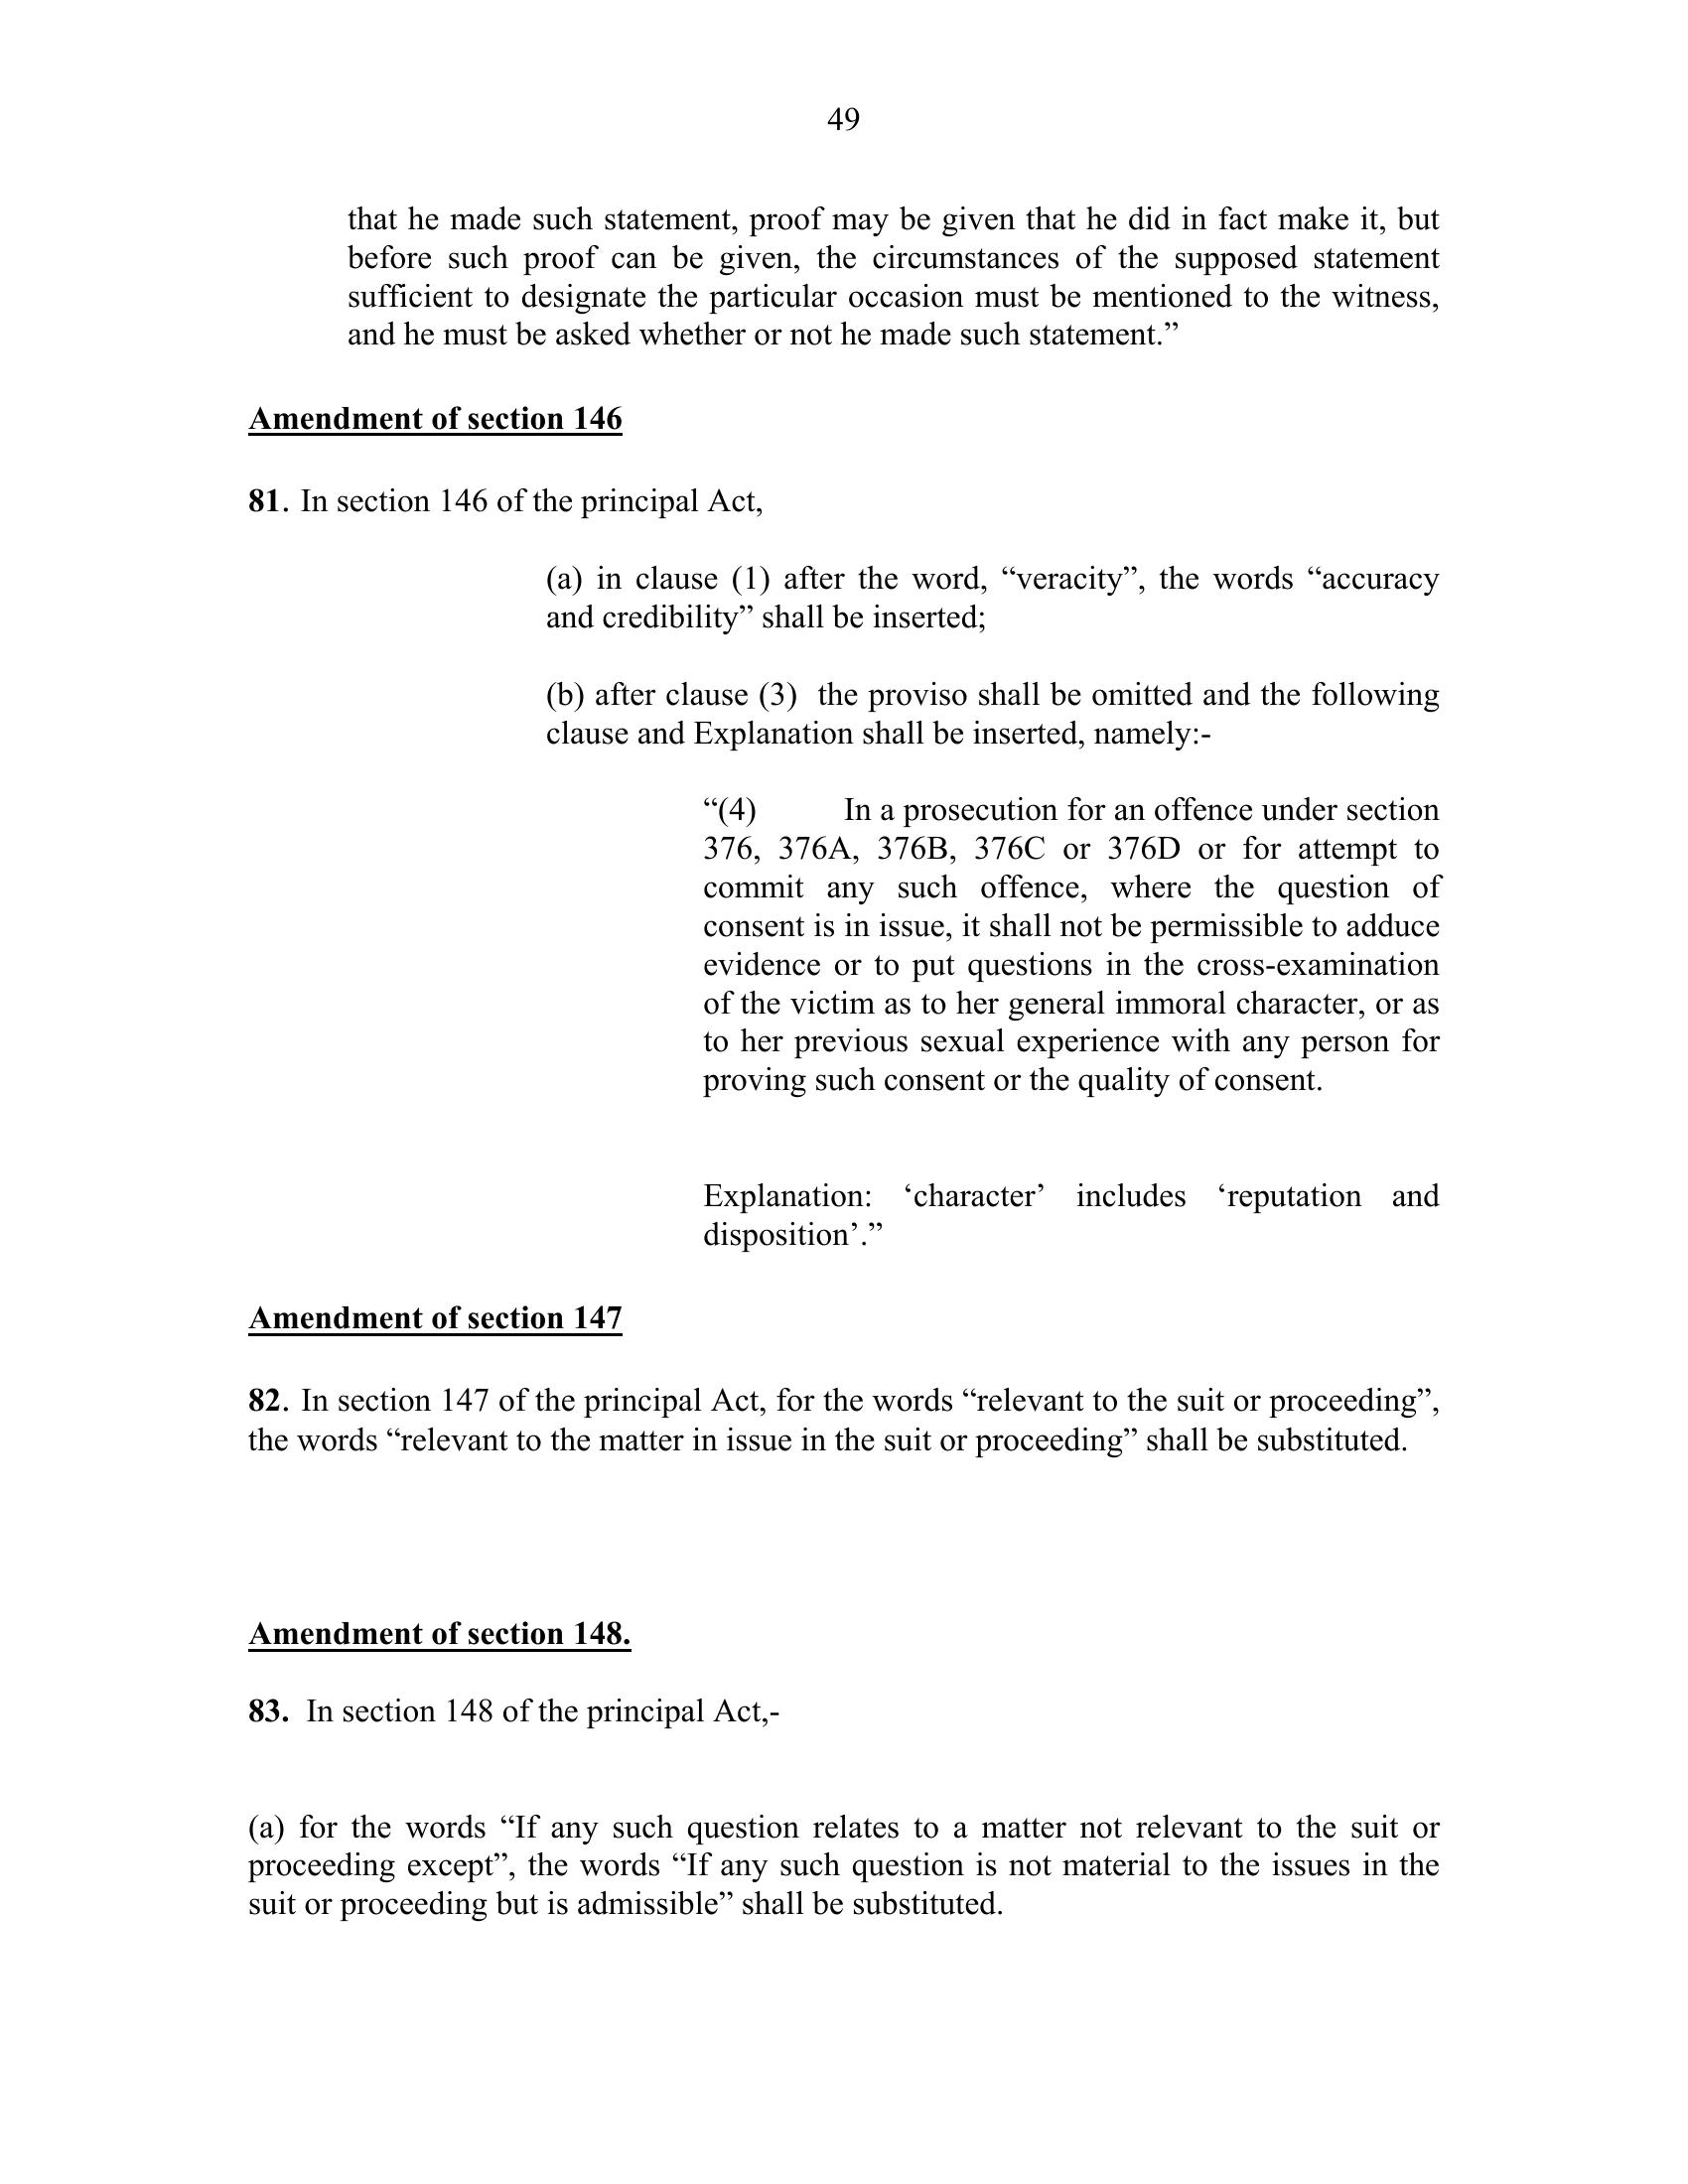 49
that he made such statement, proof may be given that he did in fact make it, but
before such proof can be given, the circumstances of the supposed statement
sufficient to designate the particular occasion must be mentioned to the witness,
and he must be asked whether or not he made such statement.”
Amendment of section 146
81. In section 146 of the principal Act,
(a) in clause (1) after the word, “veracity”, the words “accuracy
and credibility” shall be inserted;
(b) after clause (3) the proviso shall be omitted and the following
clause and Explanation shall be inserted, namely:-
“(4) In a prosecution for an offence under section
376, 376A, 376B, 376C or 376D or for attempt to
commit any such offence, where the question of
consent is in issue, it shall not be permissible to adduce
evidence or to put questions in the cross-examination
of the victim as to her general immoral character, or as
to her previous sexual experience with any person for
proving such consent or the quality of consent.
Explanation: ‘character’ includes ‘reputation and
disposition’.”
Amendment of section 147
82. In section 147 of the principal Act, for the words “relevant to the suit or proceeding”,
the words “relevant to the matter in issue in the suit or proceeding” shall be substituted.
Amendment of section 148.
83. In section 148 of the principal Act,-
(a) for the words “If any such question relates to a matter not relevant to the suit or
proceeding except”, the words “If any such question is not material to the issues in the
suit or proceeding but is admissible” shall be substituted.